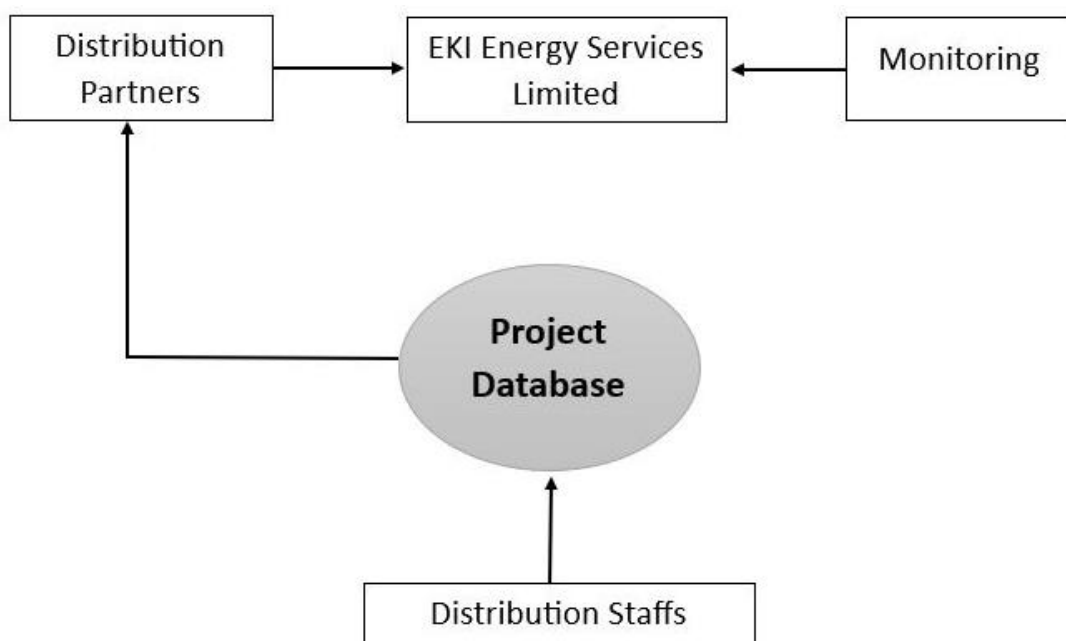 Distribution
Partners
EKI Energy Services
Limited
Monitoring
Project
Database
Distribution Staffs